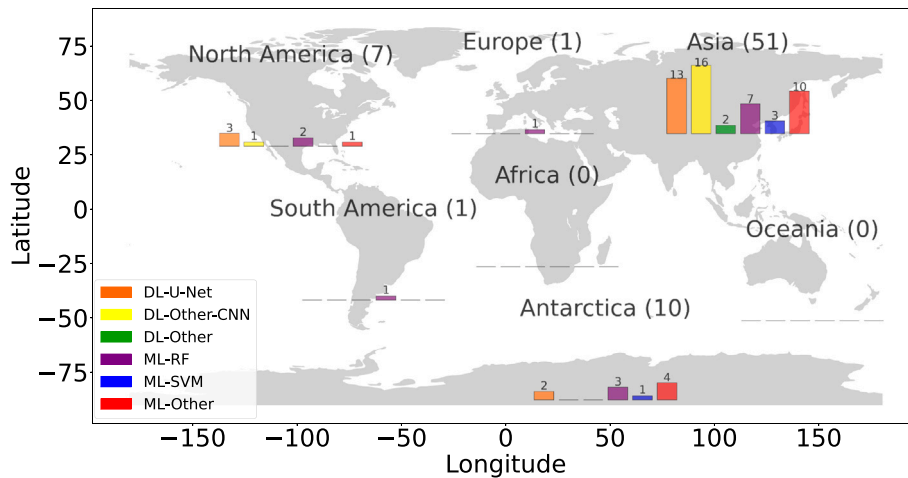 North America (7)
Europe (1)
Asia (51)
13
16
2
7
3
10
3
1
2
1
1
Africa (0)
South America (1)
Oceania (0)
1
Antarctica (10)
2
3
1
4
75
50
25
0
−25
−50
−75
Latitude
DL-U-Net
DL-Other-CNN
DL-Other
ML-RF
ML-SVM
ML-Other
−150
−100
−50
0
50
100
150
Longitude